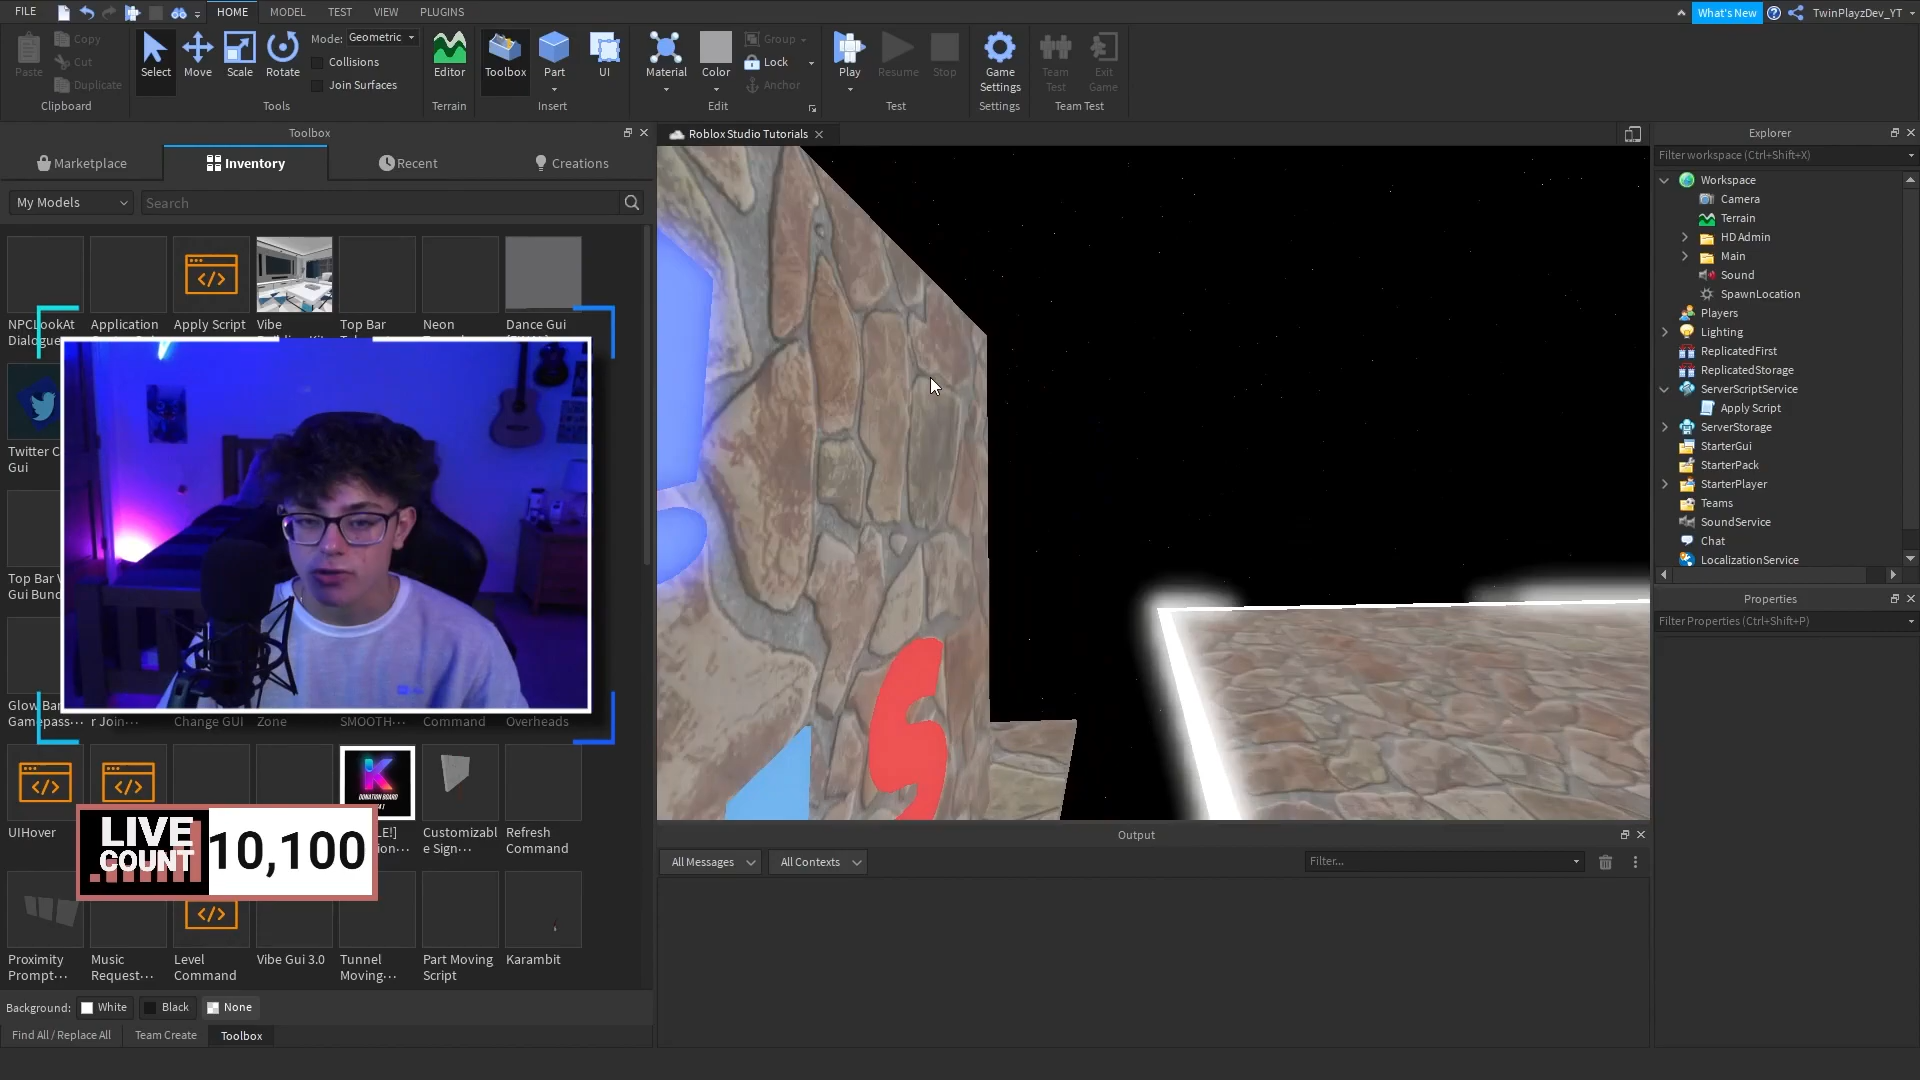 FILE HOME MODEL TEST VIEW PLUGINS What's New TwinPlayzDev_YT
Paste Copy Cut Duplicate Clipboard
Select Move Scale Rotate Mode: Geometric Collisions Join Surfaces Tools
Editor Terrain
Toolbox Part UI Insert
Material Color Group Lock Anchor Edit
Play Resume Stop Test
Game Settings Settings
Team Test Exit Game Team Test
Toolbox
Marketplace Inventory Recent Creations
My Models Search
NPCLookAt Application Apply Script Vibe Top Bar Neon Dance Gui
Dialogue
Twitter C
Gui
Top Bar
Gui Bund
Glow Bar
Gamepass... r Join... Change GUI Zone SMOOTH... Command Overheads
DONATION BOARD
UIHover LE!] Customizabl Refresh
ion... e Sign... Command
LIVE
COUNT 10,100
Proximity Music Level Vibe Gui 3.0 Tunnel Part Moving Karambit
Prompt... Request... Command Moving... Script
Background: White Black None
Find All / Replace All Team Create Toolbox
Roblox Studio Tutorials
S
Output
All Messages All Contexts Filter...
Explorer
Filter workspace (Ctrl+Shift+X)
Workspace
Camera
Terrain
HD Admin
Main
Sound
SpawnLocation
Players
Lighting
ReplicatedFirst
ReplicatedStorage
ServerScriptService
Apply Script
ServerStorage
StarterGui
StarterPack
StarterPlayer
Teams
SoundService
Chat
LocalizationService
Properties
Filter Properties (Ctrl+Shift+P)